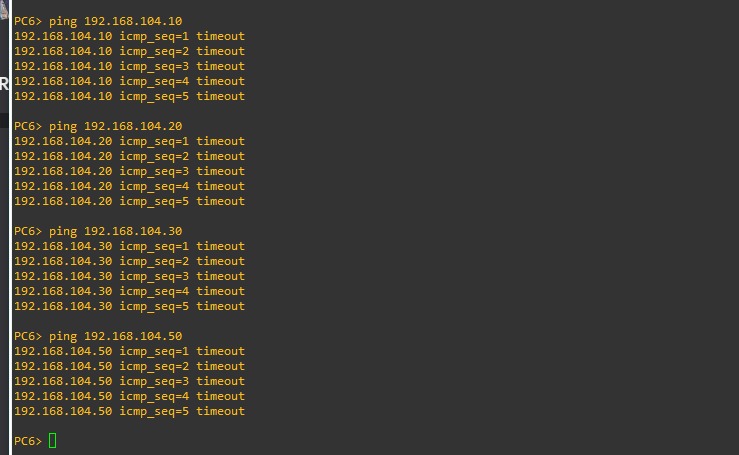 R
PC6> ping 192.168.104.10
192.168.104.10 icmp_seq=1 timeout
192.168.104.10 icmp_seq=2 timeout
192.168.104.10 icmp_seq=3 timeout
192.168.104.10 icmp_seq=4 timeout
192.168.104.10 icmp_seq=5 timeout
PC6> ping 192.168.104.20
192.168.104.20 icmp_seq=1 timeout
192.168.104.20 icmp_seq=2 timeout
192.168.104.20 icmp_seq=3 timeout
192.168.104.20 icmp_seq=4 timeout
192.168.104.20 icmp_seq=5 timeout
PC6> ping 192.168.104.30
192.168.104.30 icmp_seq=1 timeout
192.168.104.30 icmp_seq=2 timeout
192.168.104.30 icmp_seq=3 timeout
192.168.104.30 icmp_seq=4 timeout
192.168.104.30 icmp_seq=5 timeout
PC6> ping 192.168.104.50
192.168.104.50 icmp_seq=1 timeout
192.168.104.50 icmp_seq=2 timeout
192.168.104.50 icmp_seq=3 timeout
192.168.104.50 icmp_seq=4 timeout
192.168.104.50 icmp_seq=5 timeout
PC6>